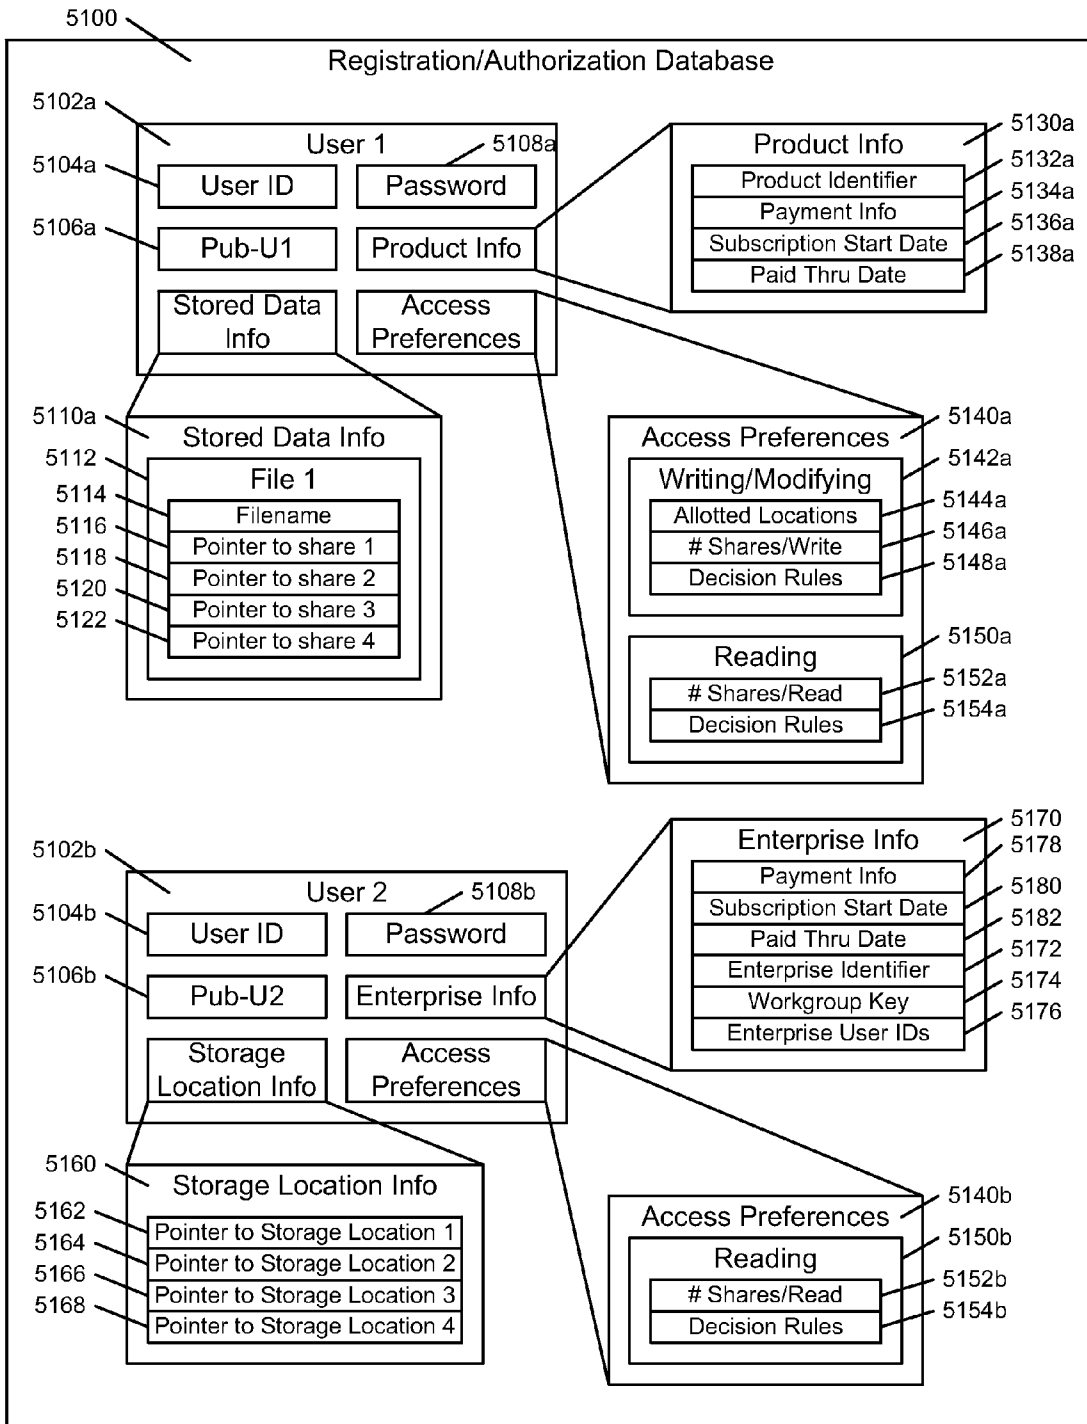 5100
Registration/Authorization Database
5102a
User 1
5108a
5104a
User ID
Password
5106a
Pub-U1
Product Info
Stored Data
Info
Access
Preferences
5130a
Product Info
5132a
Product Identifier
5134a
Payment Info
5136a
Subscription Start Date
5138a
Paid Thru Date
5110a
Stored Data Info
5112
File 1
5114
Filename
5116
Pointer to share 1
5118
Pointer to share 2
5120
Pointer to share 3
5122
Pointer to share 4
5140a
Access Preferences
5142a
Writing/Modifying
5144a
Allotted Locations
5146a
# Shares/Write
5148a
Decision Rules
5150a
Reading
5152a
# Shares/Read
5154a
Decision Rules
5102b
User 2
5108b
5104b
User ID
Password
5106b
Pub-U2
Enterprise Info
Storage
Location Info
Access
Preferences
5170
Enterprise Info
5178
Payment Info
5180
Subscription Start Date
5182
Paid Thru Date
5172
Enterprise Identifier
5174
Workgroup Key
5176
Enterprise User IDs
5160
Storage Location Info
5162
Pointer to Storage Location 1
5164
Pointer to Storage Location 2
5166
Pointer to Storage Location 3
5168
Pointer to Storage Location 4
5140b
Access Preferences
5150b
Reading
5152b
# Shares/Read
5154b
Decision Rules